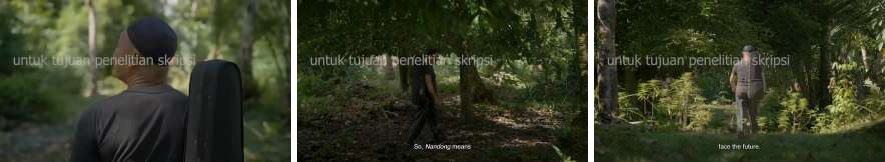 untuk tujuan penelitian skripsi
untuk tujuan penelitian skripsi
So, Nandong means
untuk tujuan penelitian skripsi
face the future.